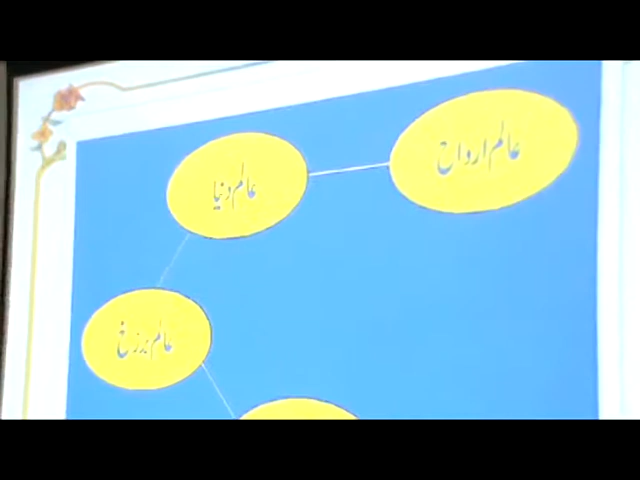 عالم ارواح
عالم دنیا
عالم برزخ